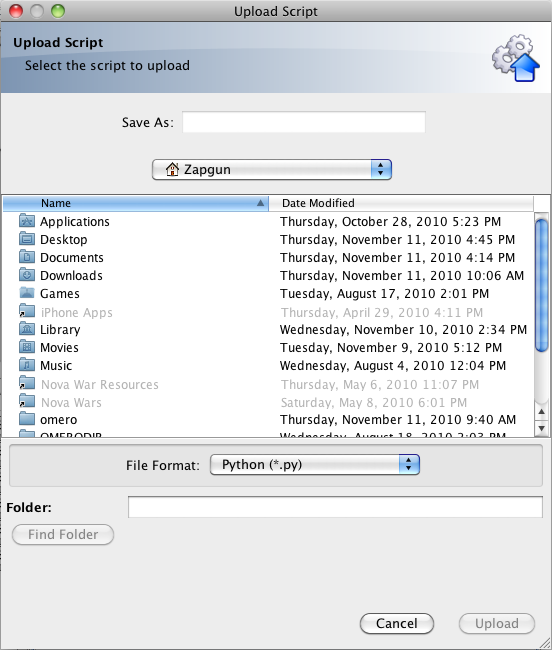 Upload Script
Upload Script
Select the script to upload
Save As:
Zapgun
Name Date Modified
Applications Thursday, October 28, 2010 5:23 PM
Desktop Thursday, November 11, 2010 4:45 PM
Documents Thursday, November 11, 2010 4:14 PM
Downloads Thursday, November 11, 2010 10:06 AM
Games Tuesday, August 17, 2010 2:01 PM
iPhone Apps Thursday, April 29, 2010 4:11 PM
Library Wednesday, November 10, 2010 2:34 PM
Movies Tuesday, November 9, 2010 5:12 PM
Music Wednesday, August 4, 2010 12:04 PM
Nova War Resources Thursday, May 6, 2010 11:07 PM
Nova Wars Saturday, May 8, 2010 6:01 PM
omero Thursday, November 11, 2010 9:40 AM
OMERODIR Wednesday, August 18, 2010 2:03 PM
File Format: Python (*.py)
Folder:
Find Folder
Cancel Upload